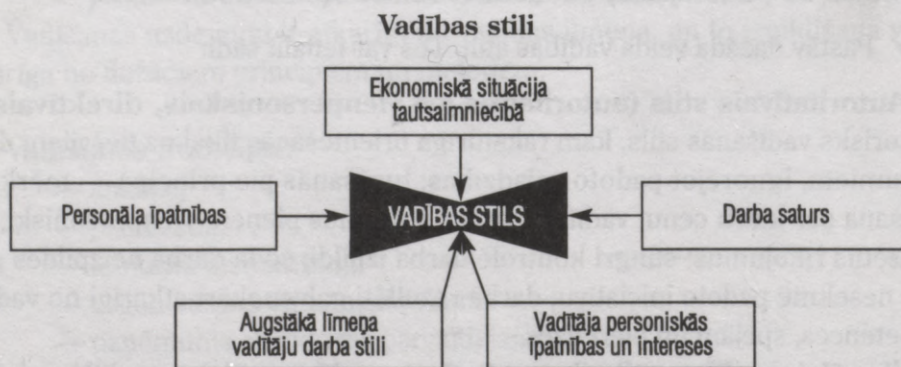 Vadības stili
Ekonomiskā situācija
tautsaimniecībā
Personāla īpatnības
VADĪBAS STILS
Darba saturs
Augstākā līmeņa
vadītāju darba stili
Vadītāja personiskās
īpatnības un intereses